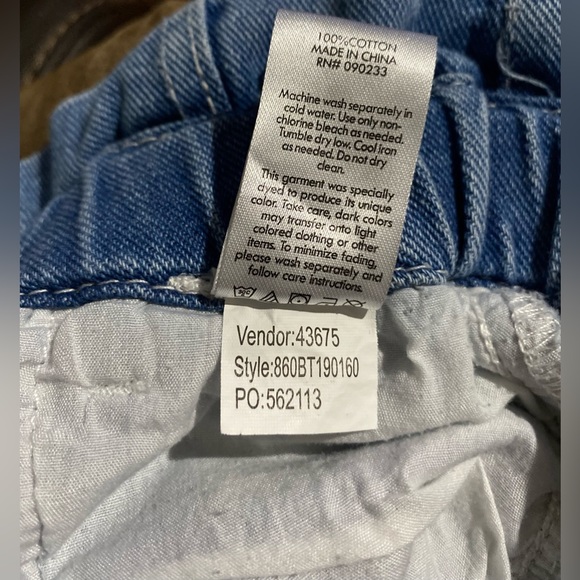 100%COTTON
MADE IN CHINA
RN# 090233
Machine wash separately in
cold water. Use only non-
chlorine bleach as needed.
Tumble dry low. Cool iron
as needed. Do not dry
clean.
This garment was specially
dyed to produce its unique
color. Take care, dark colors
may transfer onto light
colored clothing or other
items. To minimize fading,
please wash separately and
follow care instructions.
Vendor:43675
Style:860BT190160
PO:562113